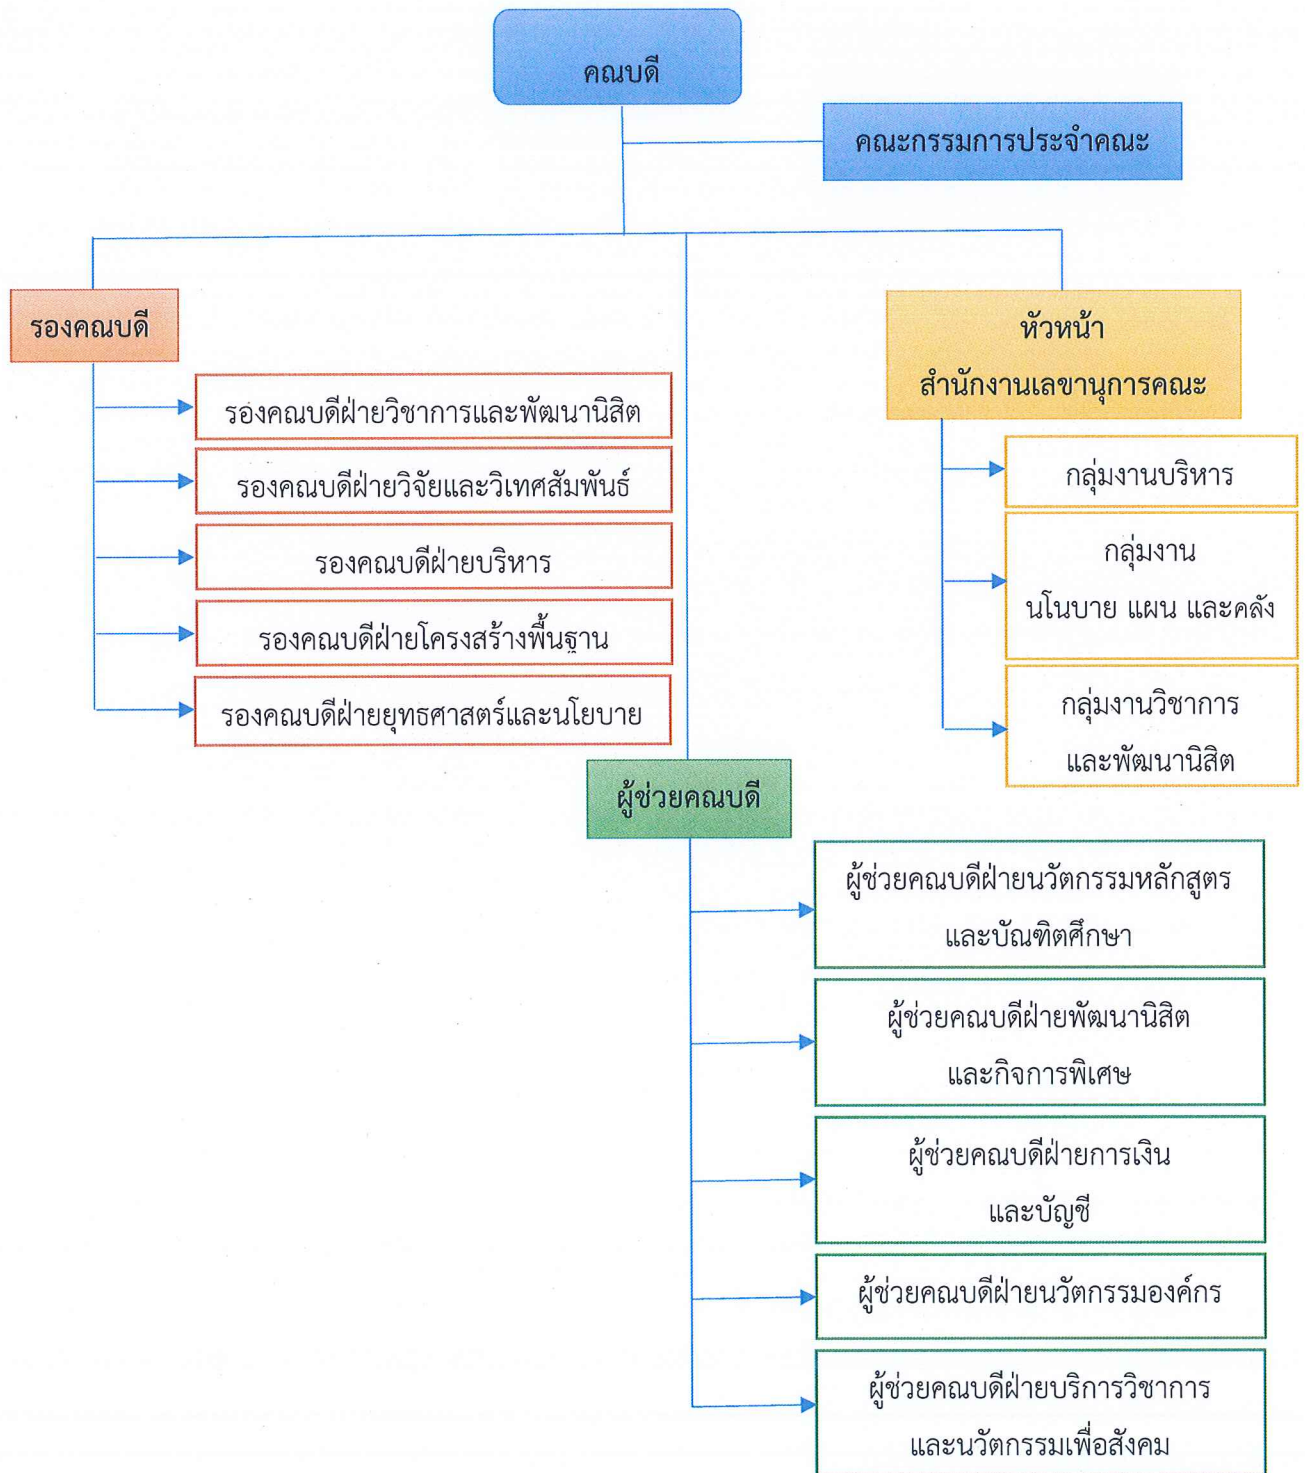 คณบดี
คณะกรรมการประจำคณะ
รองคณบดี
รองคณบดีฝ่ายวิชาการและพัฒนานิสิต
รองคณบดีฝ่ายวิจัยและวิเทศสัมพันธ์
รองคณบดีฝ่ายบริหาร
รองคณบดีฝ่ายโครงสร้างพื้นฐาน
รองคณบดีฝ่ายยุทธศาสตร์และนโยบาย
หัวหน้า
สำนักงานเลขานุการคณะ
กลุ่มงานบริหาร
กลุ่มงาน
นโนบาย แผน และคลัง
กลุ่มงานวิชาการ
และพัฒนานิสิต
ผู้ช่วยคณบดี
ผู้ช่วยคณบดีฝ่ายนวัตกรรมหลักสูตร
และบัณฑิตศึกษา
ผู้ช่วยคณบดีฝ่ายพัฒนานิสิต
และกิจการพิเศษ
ผู้ช่วยคณบดีฝ่ายการเงิน
และบัญชี
ผู้ช่วยคณบดีฝ่ายนวัตกรรมองค์กร
ผู้ช่วยคณบดีฝ่ายบริการวิชาการ
และนวัตกรรมเพื่อสังคม